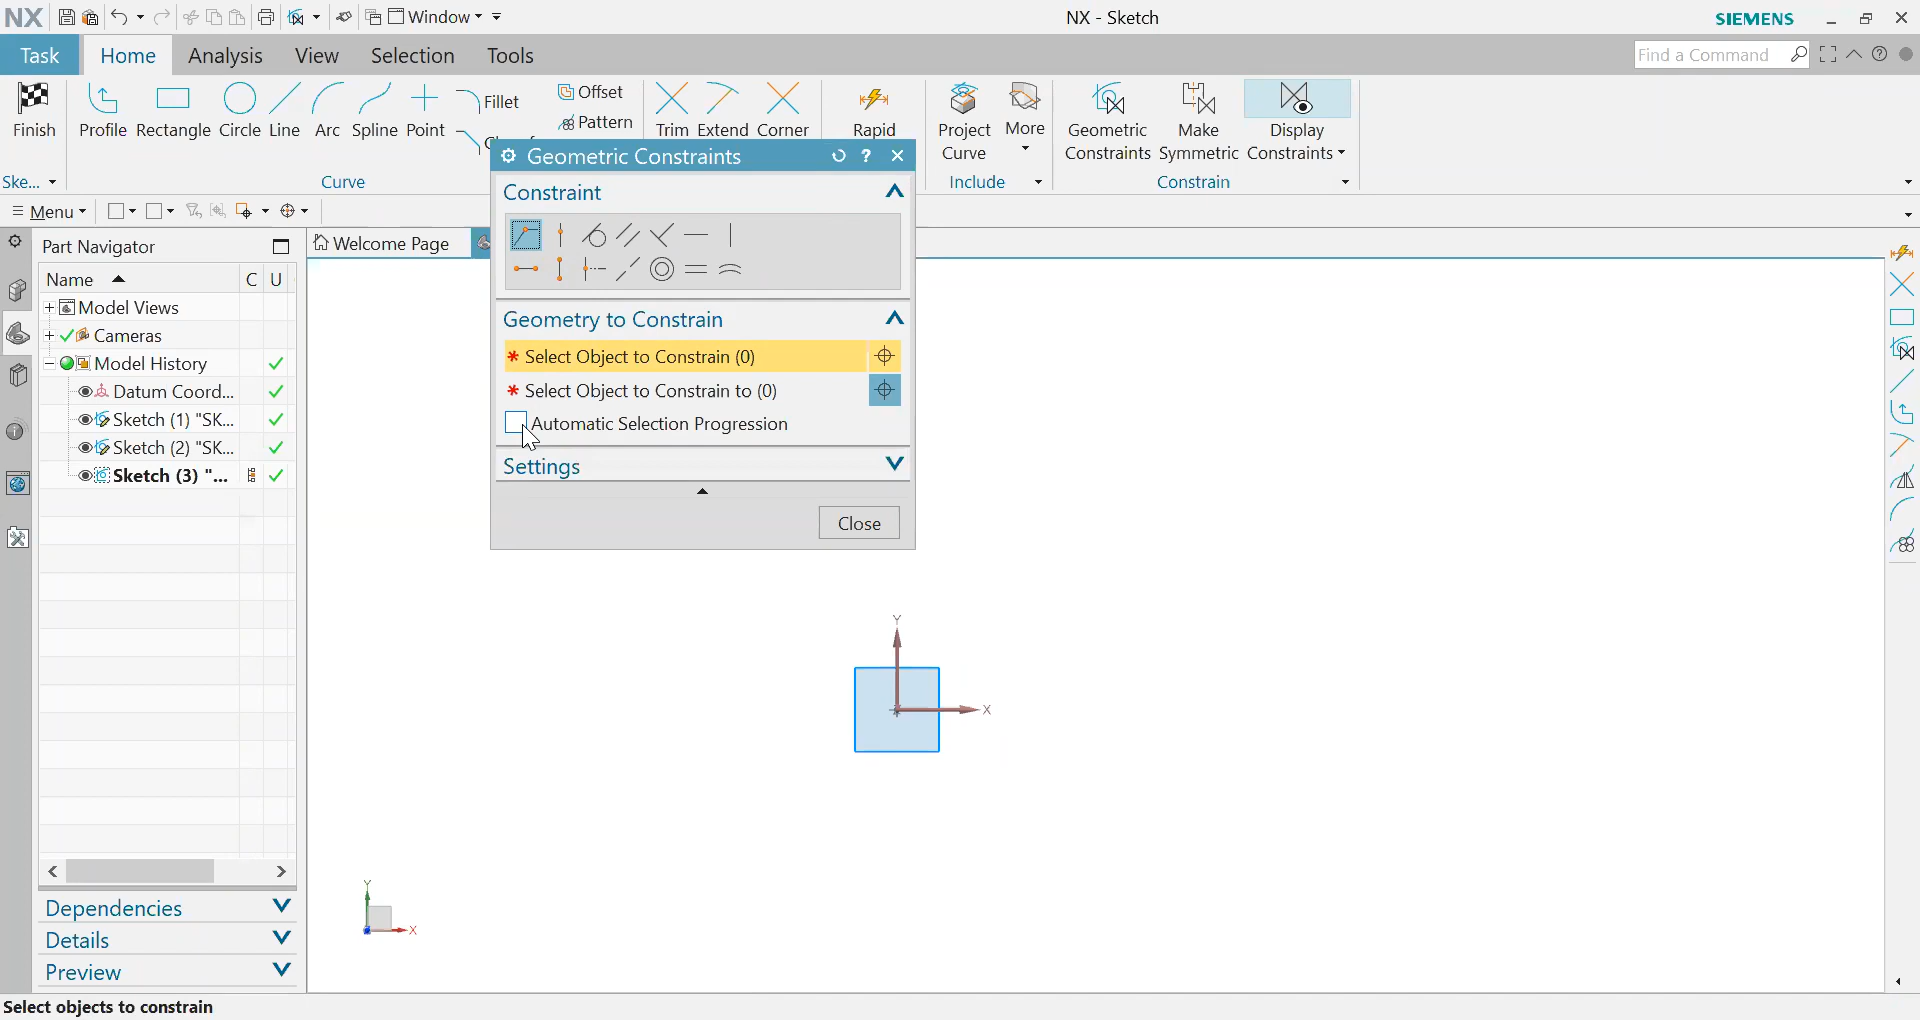 NX Window NX - Sketch SIEMENS
Task Home Analysis View Selection Tools Find a Command
Finish Profile Rectangle Circle Line Arc Spline Point Fillet Offset Pattern Trim Extend Corner Rapid Project Curve More Geometric Constraints Make Symmetric Display Constraints
Ske... Curve Include Constrain
Menu
Part Navigator
Name C U
Model Views
Cameras
Model History
Datum Coord...
Sketch (1) "SK...
Sketch (2) "SK...
Sketch (3) "...
Dependencies
Details
Preview
Welcome Page
Geometric Constraints ?
Constraint
Geometry to Constrain
* Select Object to Constrain (0)
* Select Object to Constrain to (0)
Automatic Selection Progression
Settings
Close
Y
X
Y
X
Select objects to constrain